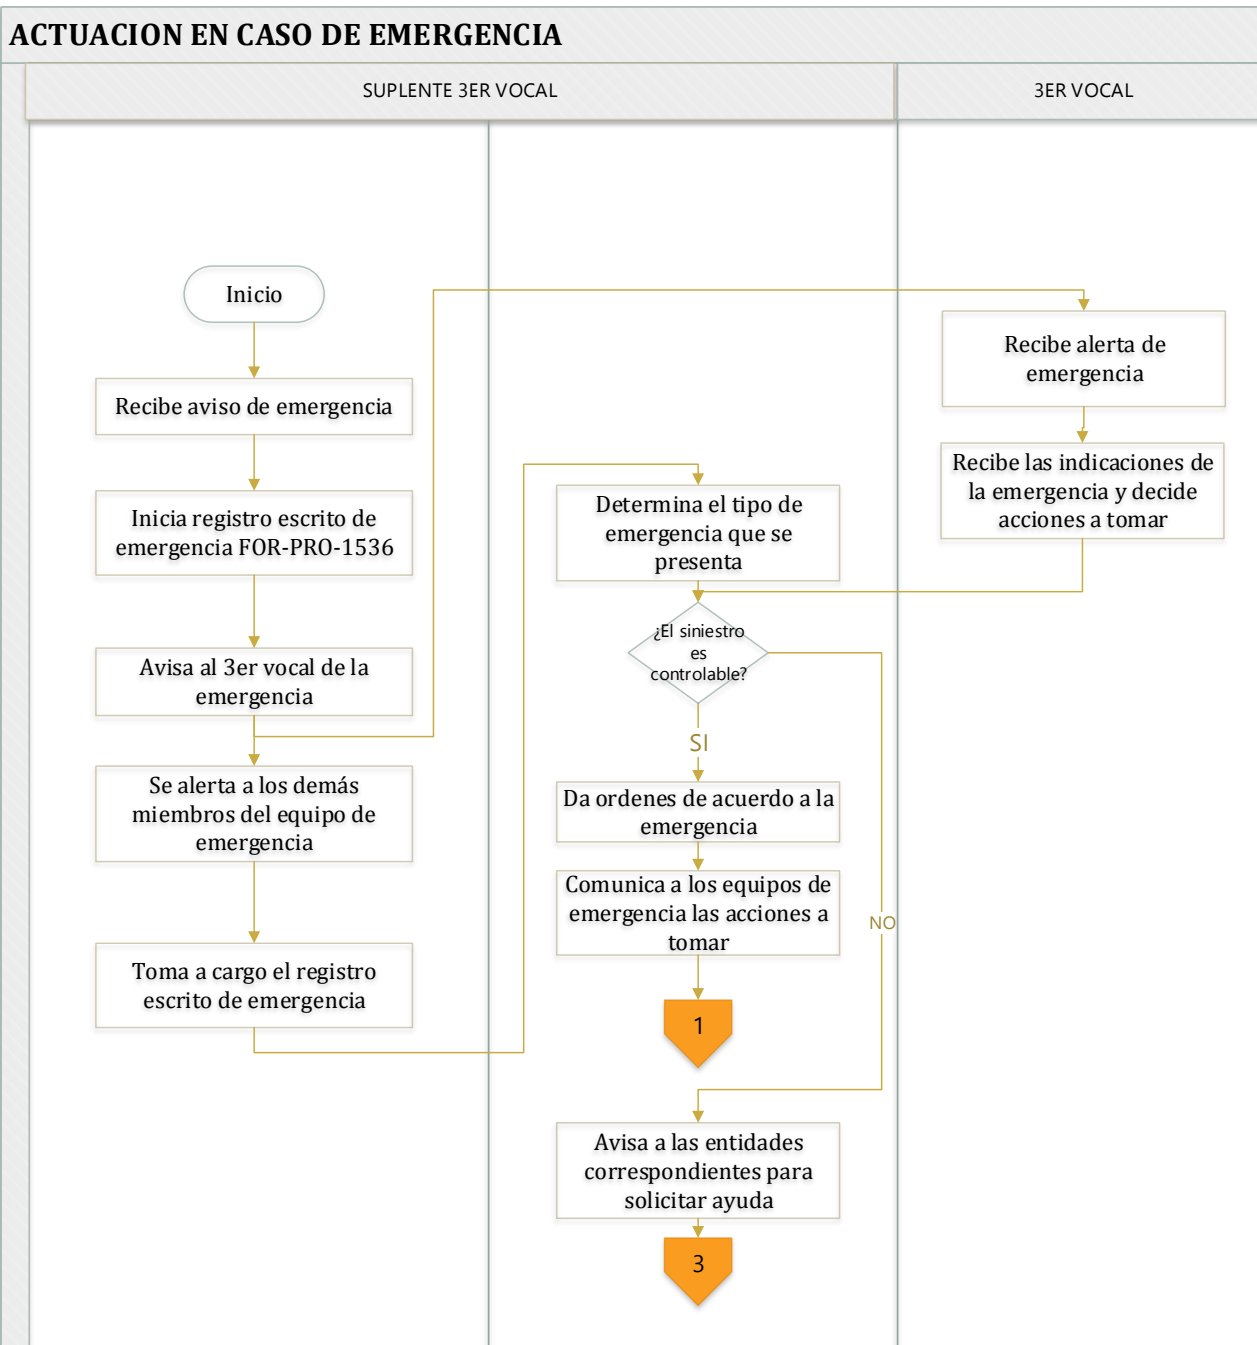 ACTUACION EN CASO DE EMERGENCIA
SUPLENTE 3ER VOCAL
3ER VOCAL
Inicio
Recibe aviso de emergencia
Inicia registro escrito de
emergencia FOR-PRO-1536
Avisa al 3er vocal de la
emergencia
Se alerta a los demás
miembros del equipo de
emergencia
Toma a cargo el registro
escrito de emergencia
Determina el tipo de
emergencia que se
presenta
¿El siniestro
es
controlable?
SI
Da ordenes de acuerdo a la
emergencia
Comunica a los equipos de
emergencia las acciones a
tomar
NO
1
Avisa a las entidades
correspondientes para
solicitar ayuda
3
Recibe alerta de
emergencia
Recibe las indicaciones de
la emergencia y decide
acciones a tomar